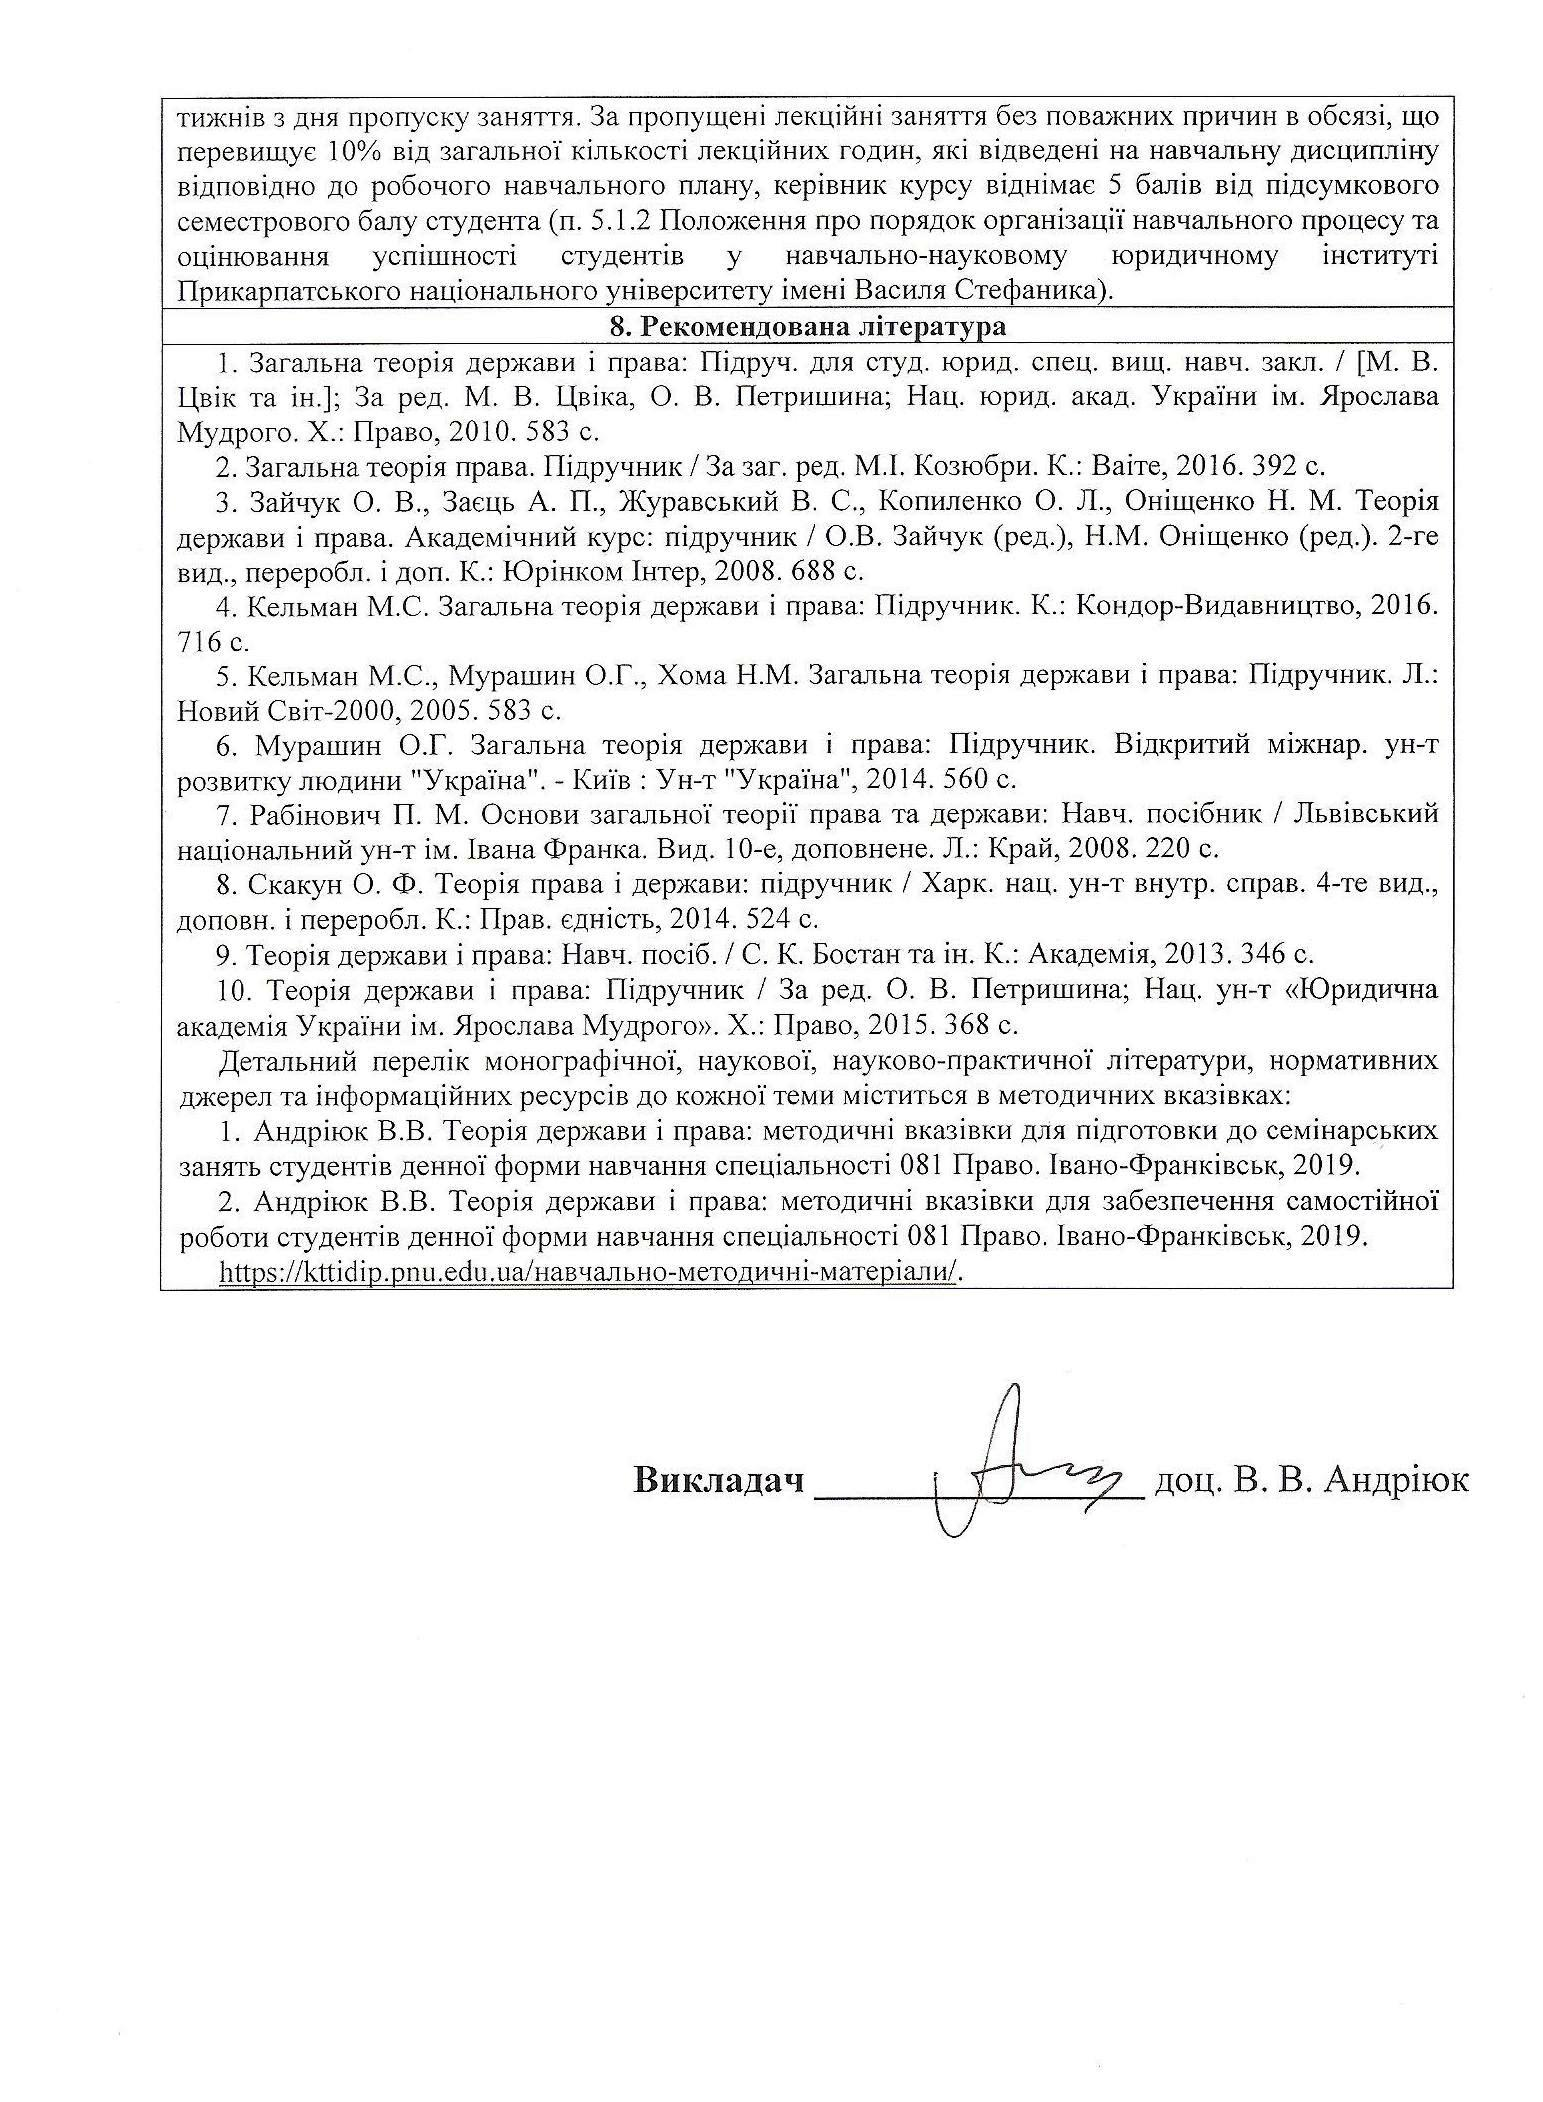 тижнів з дня пропуску заняття. За пропущені лекційні заняття без поважних причин в обсязі, що
перевищує 10% від загальної кількості лекційних годин, які відведені на навчальну дисципліну
відповідно до робочого навчального плану, керівник курсу віднімає 5 балів від підсумкового
семестрового балу студента (п. 5.1.2 Положення про порядок організації навчального процесу та
оцінювання успішності студентів у навчально-науковому юридичному інституті
Прикарпатського національного університету імені Василя Стефаника).
8. Рекомендована література
1. Загальна теорія держави і права: Підруч. для студ. юрид. спец. вищ. навч. закл. / [М. В.
Цвік та ін.]; За ред. М. В. Цвіка, О. В. Петришина; Нац. юрид. акад. України ім. Ярослава
Мудрого. Х.: Право, 2010. 583 с.
2. Загальна теорія права. Підручник / За заг. ред. М.І. Козюбри. К.: Ваіте, 2016. 392 с.
3. Зайчук О. В., Заєць А. П., Журавський В. С., Копиленко О. Л., Оніщенко Н. М. Теорія
держави і права. Академічний курс: підручник / О.В. Зайчук (ред.), Н.М. Оніщенко (ред.). 2-ге
вид., переробл. і доп. К.: Юрінком Інтер, 2008. 688 с.
4. Кельман М.С. Загальна теорія держави і права: Підручник. К.: Кондор-Видавництво, 2016.
716 с.
5. Кельман М.С., Мурашин О.Г., Хома Н.М. Загальна теорія держави і права: Підручник. Л.:
Новий Світ-2000, 2005. 583 с.
6. Мурашин О.Г. Загальна теорія держави і права: Підручник. Відкритий міжнар. ун-т
розвитку людини "Україна". - Київ : Ун-т "Україна", 2014. 560 с.
7. Рабінович П. М. Основи загальної теорії права та держави: Навч. посібник / Львівський
національний ун-т ім. Івана Франка. Вид. 10-е, доповнене. Л.: Край, 2008. 220 с.
8. Скакун О. Ф. Теорія права і держави: підручник / Харк. нац. ун-т внутр. справ. 4-те вид.,
доповн. і переробл. К.: Прав. єдність, 2014. 524 с.
9. Теорія держави і права: Навч. посіб. / С. К. Бостан та ін. К.: Академія, 2013. 346 с.
10. Теорія держави і права: Підручник / За ред. О. В. Петришина; Нац. ун-т «Юридична
академія України ім. Ярослава Мудрого». Х.: Право, 2015. 368 с.
Детальний перелік монографічної, наукової, науково-практичної літератури, нормативних
джерел та інформаційних ресурсів до кожної теми міститься в методичних вказівках:
1. Андріюк В.В. Теорія держави і права: методичні вказівки для підготовки до семінарських
занять студентів денної форми навчання спеціальності 081 Право. Івано-Франківськ, 2019.
2. Андріюк В.В. Теорія держави і права: методичні вказівки для забезпечення самостійної
роботи студентів денної форми навчання спеціальності 081 Право. Івано-Франківськ, 2019.
https://kttidip.pnu.edu.ua/навчально-методичні-матеріали/.
Викладач доц. В. В. Андріюк